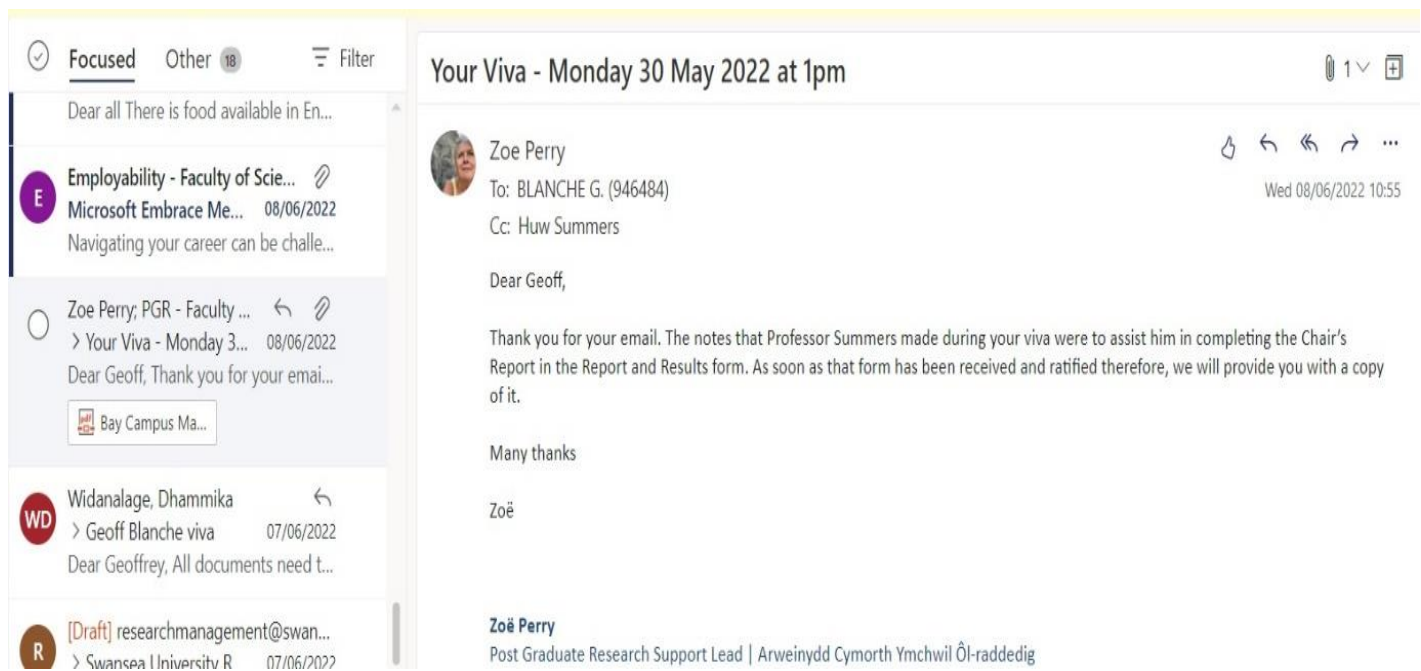 Focused Other 18 Filter
Dear all There is food available in En...
E
Employability - Faculty of Scie...
Microsoft Embrace Me... 08/06/2022
Navigating your career can be challe...
Zoe Perry; PGR - Faculty ...
> Your Viva - Monday 3... 08/06/2022
Dear Geoff, Thank you for your emai...
pdf Bay Campus Ma...
WD
Widanalage, Dhammika
> Geoff Blanche viva 07/06/2022
Dear Geoffrey, All documents need t...
R
[Draft] researchmanagement@swan...
> Swansea University R 07/06/2022
Your Viva - Monday 30 May 2022 at 1pm
1
Zoe Perry
To: BLANCHE G. (946484)
Wed 08/06/2022 10:55
Cc: Huw Summers
Dear Geoff,
Thank you for your email. The notes that Professor Summers made during your viva were to assist him in completing the Chair's
Report in the Report and Results form. As soon as that form has been received and ratified therefore, we will provide you with a copy
of it.
Many thanks
Zoë
Zoë Perry
Post Graduate Research Support Lead | Arweinydd Cymorth Ymchwil Ôl-raddedig